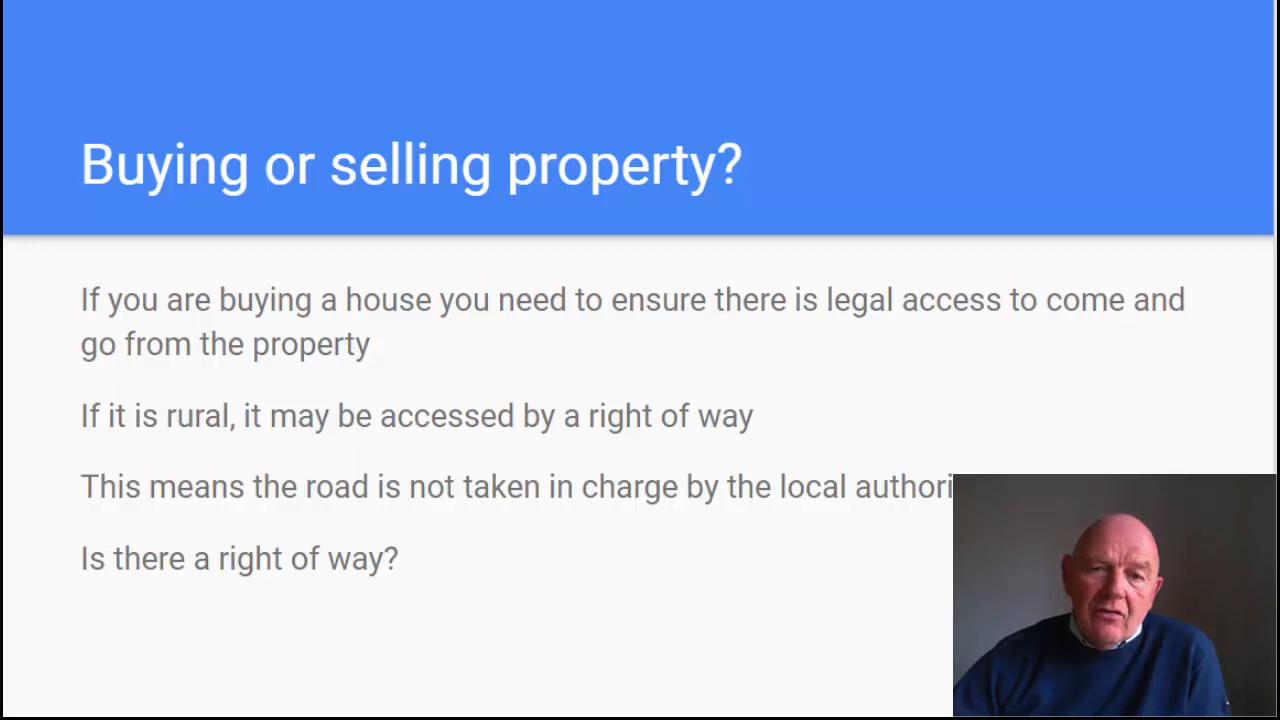 Buying or selling property?
If you are buying a house you need to ensure there is legal access to come and
go from the property
If it is rural, it may be accessed by a right of way
This means the road is not taken in charge by the local authori
Is there a right of way?